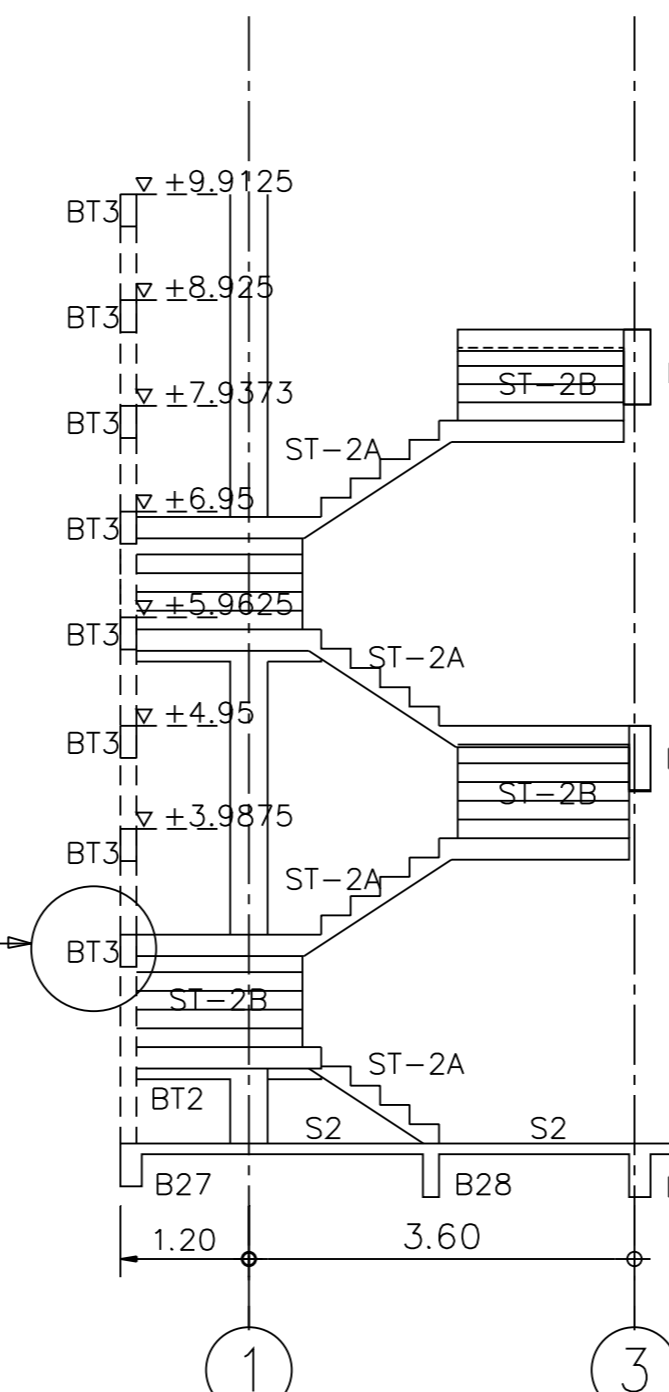 ±9.9125
BT3
±8.925
BT3
ST-2B
±7.9373
BT3
ST-2A
±6.95
BT3
±5.9625
BT3
ST-2A
±4.95
BT3
ST-2B
±3.9875
BT3
ST-2A
BT3
ST-2B
ST-2A
BT2
S2
S2
B27
B28
1.20
3.60
1
3